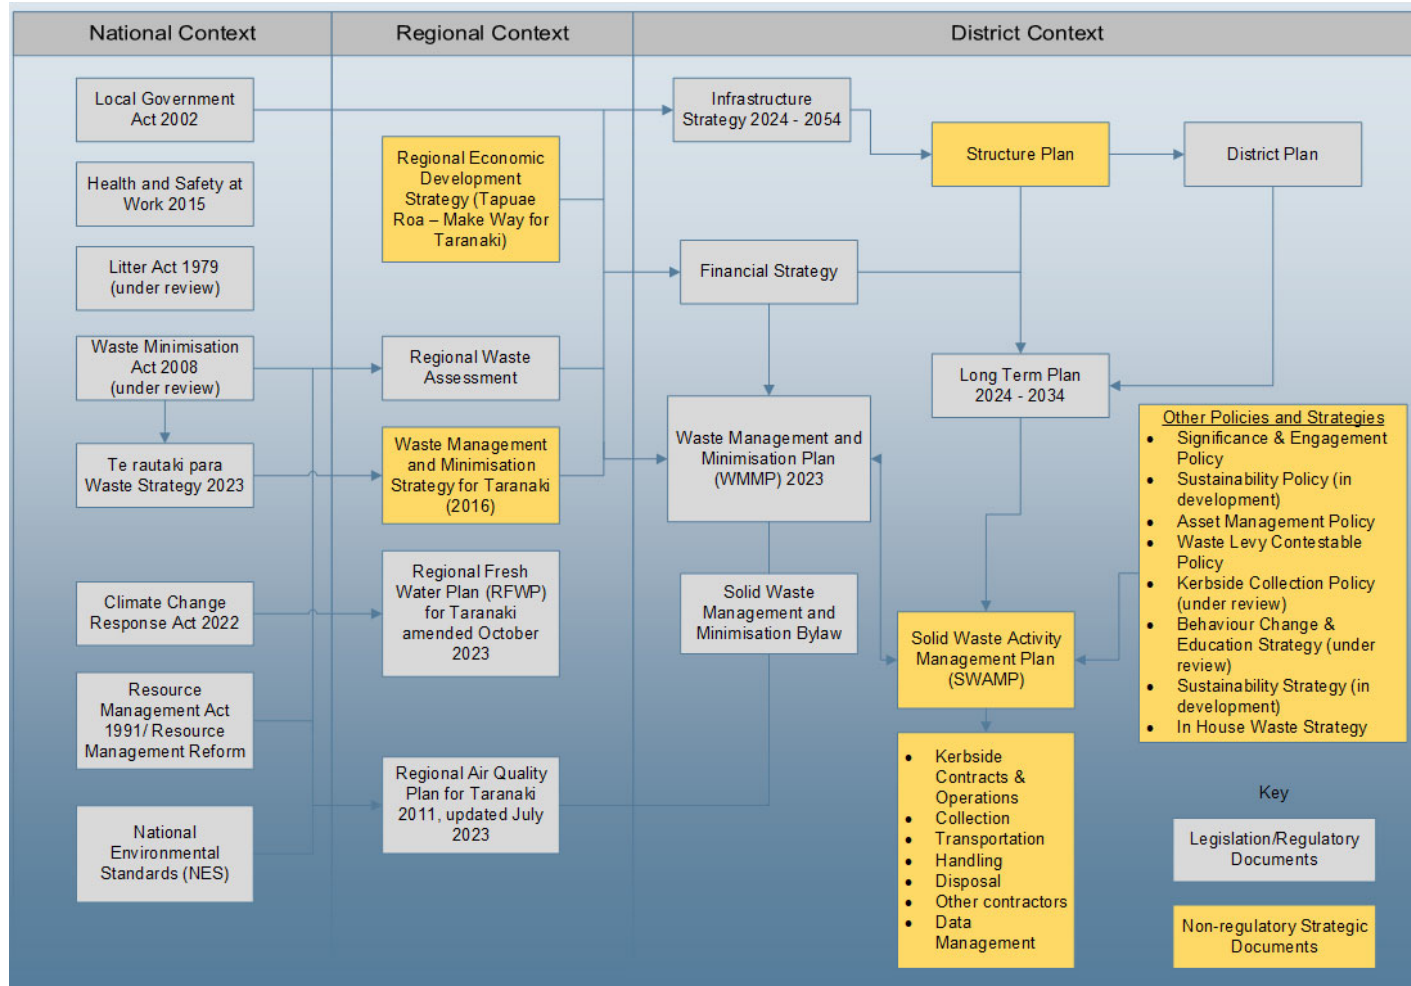 National Context
Regional Context
District Context
Local Government
Act 2002
Health and Safety at
Work 2015
Litter Act 1979
(under review)
Waste Minimisation
Act 2008
(under review)
Te rautaki para
Waste Strategy 2023
Climate Change
Response Act 2022
Resource
Management Act
1991/ Resource
Management Reform
National
Environmental
Standards (NES)
Regional Economic
Development
Strategy (Tapuae
Roa – Make Way for
Taranaki)
Regional Waste
Assessment
Waste Management
and Minimisation
Strategy for Taranaki
(2016)
Regional Fresh
Water Plan (RFWP)
for Taranaki
amended October
2023
Regional Air Quality
Plan for Taranaki
2011, updated July
2023
Infrastructure
Strategy 2024 - 2054
Structure Plan
District Plan
Financial Strategy
Long Term Plan
2024 - 2034
Waste Management and
Minimisation Plan
(WMMP) 2023
Solid Waste
Management and
Minimisation Bylaw
Solid Waste Activity
Management Plan
(SWAMP)
• Kerbside
Contracts &
Operations
• Collection
• Transportation
• Handling
• Disposal
• Other contractors
• Data
Management
Other Policies and Strategies
• Significance & Engagement
Policy
• Sustainability Policy (in
development)
• Asset Management Policy
• Waste Levy Contestable
Policy
• Kerbside Collection Policy
(under review)
• Behaviour Change &
Education Strategy (under
review)
• Sustainability Strategy (in
development)
• In House Waste Strategy
Key
Legislation/Regulatory
Documents
Non-regulatory Strategic
Documents